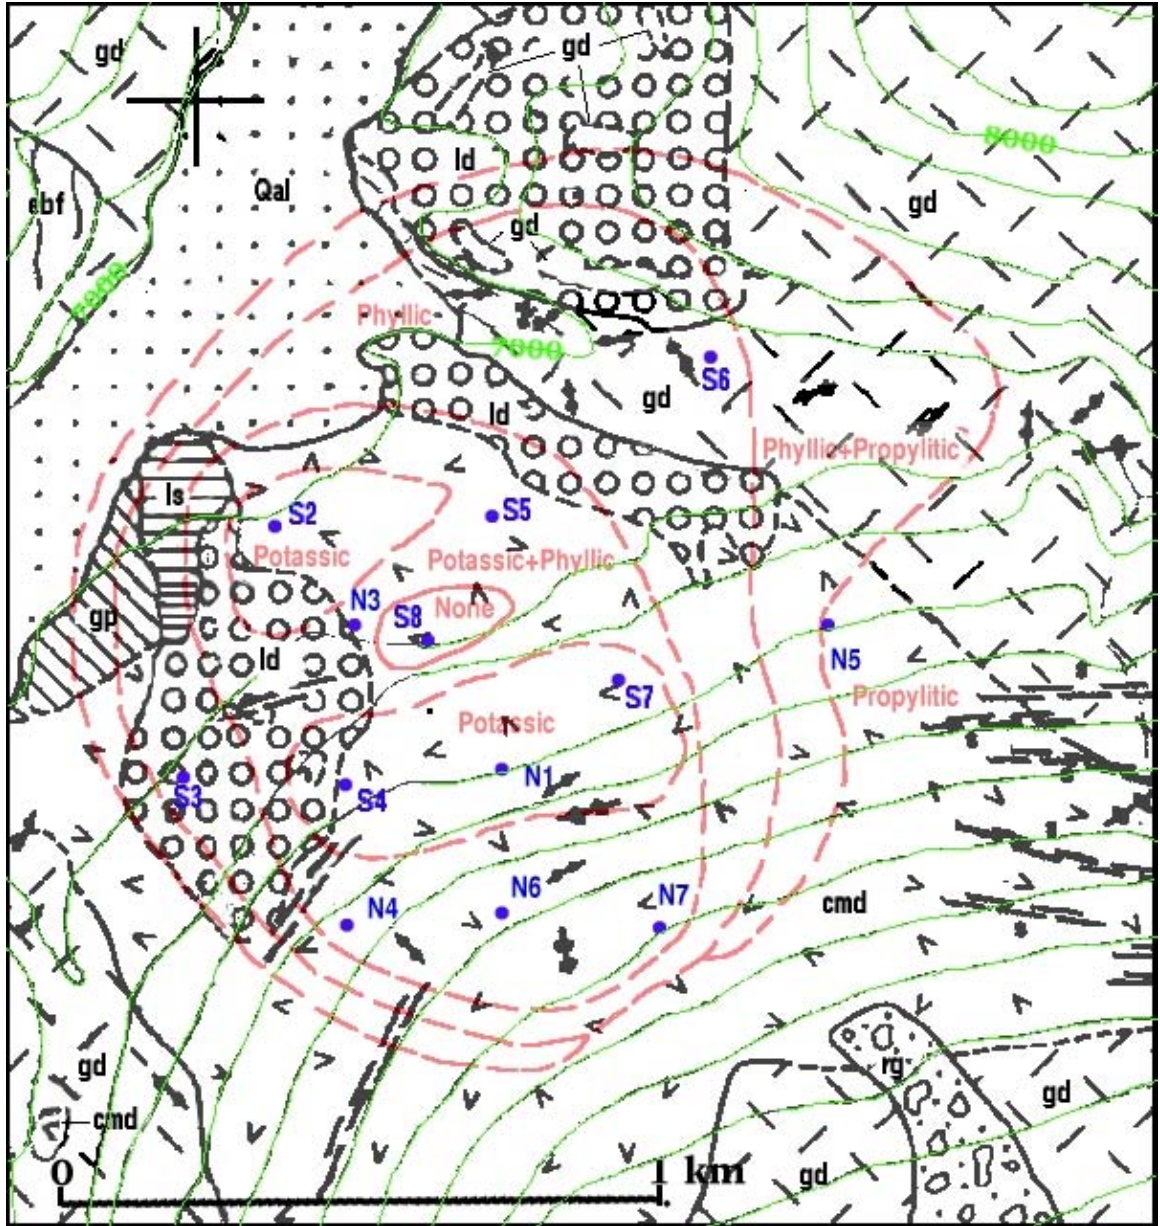 gd
gd
8000
ld
ebf
Qal
gd
gd
7000
Phyllic
7000
S6
gd
ld
Phyllic+Propylitic
ls
S2
S5
Potassic
Potassic+Phyllic
N3
S8
None
gp
ld
N5
S7
Propylitic
Potassic
N1
S3
S4
N6
N4
N7
cmd
gd
rg
gd
cmd
gd
0
1 km